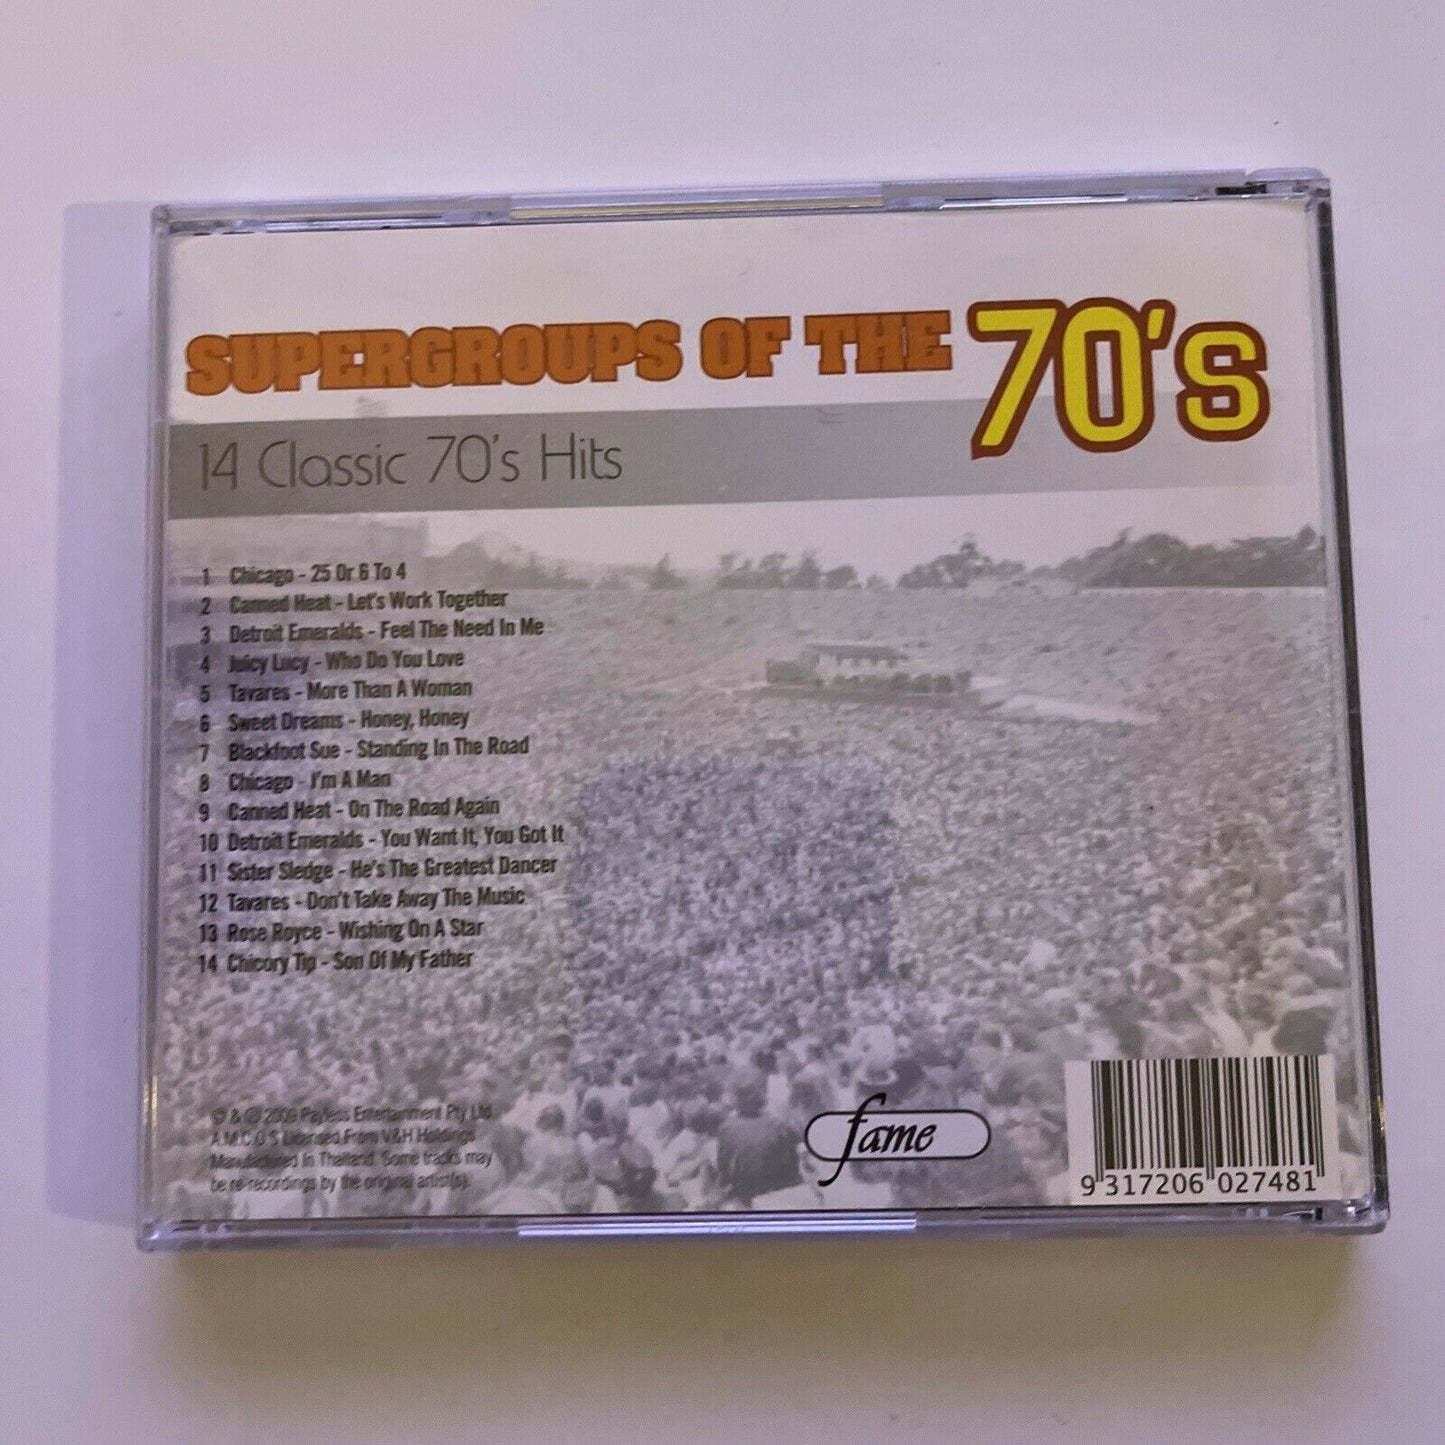 SUPERGROUPS OF THE 70's
14 Classic 70's Hits
1 Chicago - 25 Or 6 To 4
2 Canned Heat - Let's Work Together
3 Detroit Emeralds - Feel The Need In Me
4 Juicy Lucy - Who Do You Love
5 Tavares - More Than A Woman
6 Sweet Dreams - Honey, Honey
7 Blackfoot Sue - Standing In The Road
8 Chicago - I'm A Man
9 Canned Heat - On The Road Again
10 Detroit Emeralds - You Want It, You Got It
11 Sister Sledge - He's The Greatest Dancer
12 Tavares - Don't Take Away The Music
13 Rose Royce - Wishing On A Star
14 Chicory Tip - Son Of My Father
© & ℗ 2009 Payless Entertainment Pty Ltd.
A.M.C.O.S Licensed From V&H Holdings
Manufactured In Thailand. Some tracks may
be re-recordings by the original artist(s).
fame
9 317206 027481